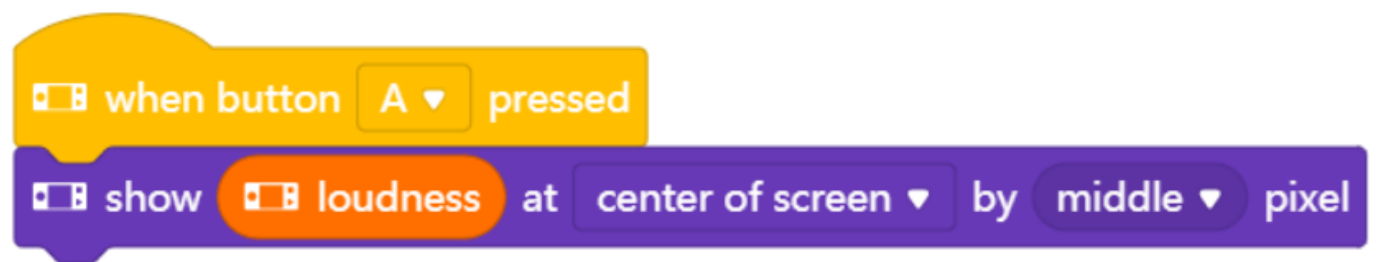 when button A pressed
show loudness at center of screen by middle pixel